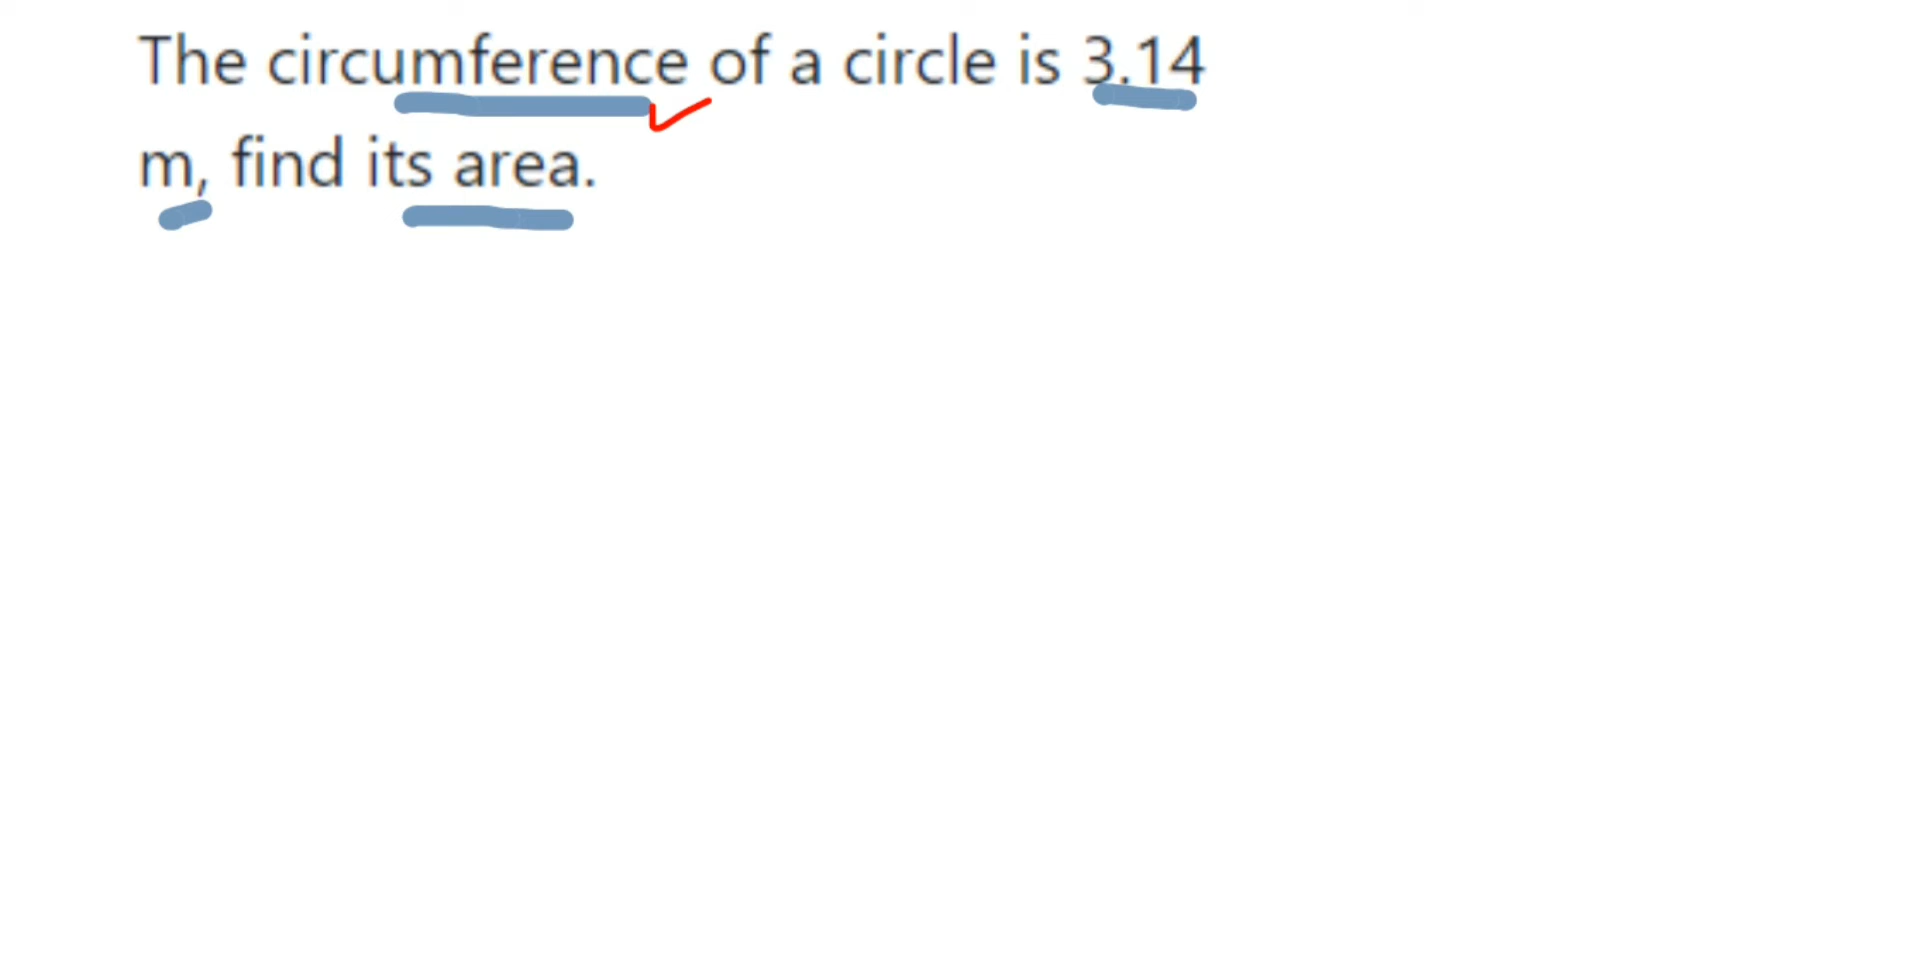 The circumference of a circle is 3.14
m, find its area.